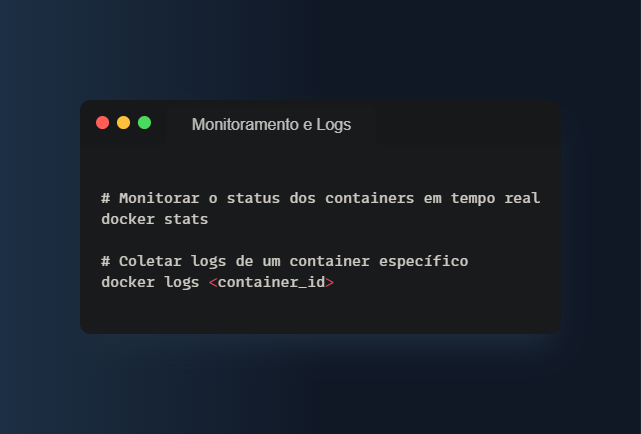 Monitoramento e Logs
# Monitorar o status dos containers em tempo real
docker stats
# Coletar logs de um container específico
docker logs <container_id>